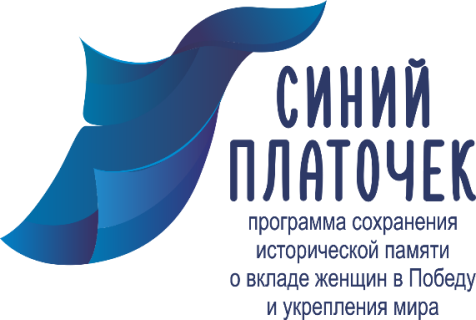 СИНИЙ
ПЛАТОЧЕК
программа сохранения
исторической памяти
о вкладе женщин в Победу
и укрепления мира